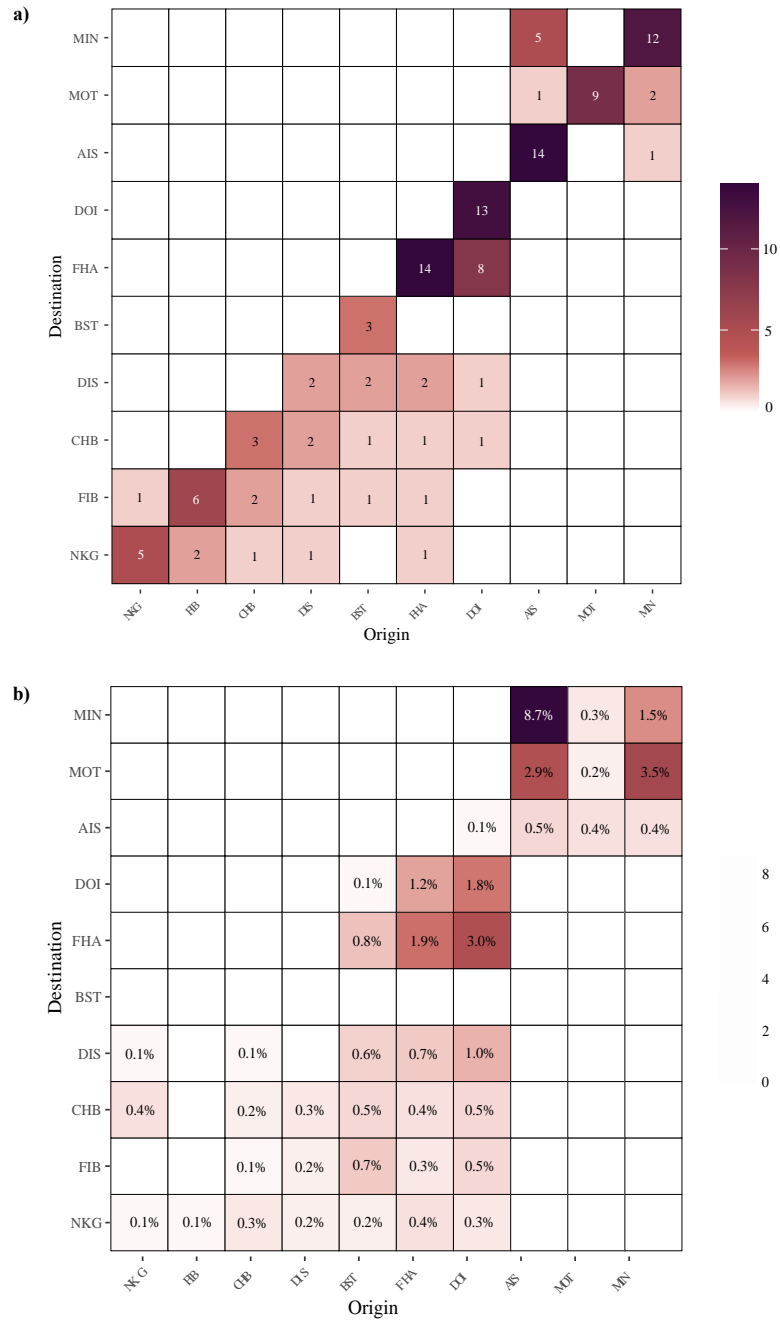 a)
MIN 5 12
MOT 1 9 2
AIS 14 1
DOI 13
FHA 14 8
BST 3
DIS 2 2 2 1
CHB 3 2 1 1 1
FIB 1 6 2 1 1 1
NKG 5 2 1 1 1
Destination
NKG FIB CHB DIS BST FHA DOI AIS MOT MIN
Origin
10
5
0
b)
MIN 8.7% 0.3% 1.5%
MOT 2.9% 0.2% 3.5%
AIS 0.1% 0.5% 0.4% 0.4%
DOI 0.1% 1.2% 1.8%
FHA 0.8% 1.9% 3.0%
BST
DIS 0.1% 0.1% 0.6% 0.7% 1.0%
CHB 0.4% 0.2% 0.3% 0.5% 0.4% 0.5%
FIB 0.1% 0.2% 0.7% 0.3% 0.5%
NKG 0.1% 0.1% 0.3% 0.2% 0.2% 0.4% 0.3%
Destination
NKG FIB CHB DIS BST FHA DOI AIS MOT MIN
Origin
8
6
4
2
0